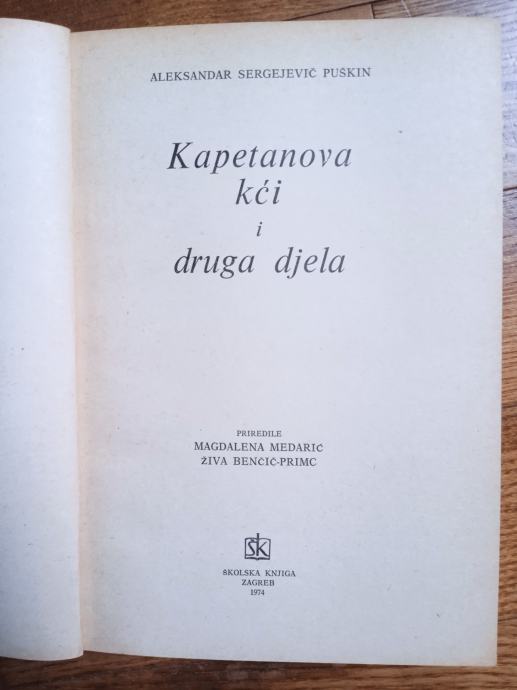 ALEKSANDAR SERGEJEVIČ PUŠKIN
Kapetanova
kći
i
druga djela
PRIREDILE
MAGDALENA MEDARIĆ
ŽIVA BENČIĆ-PRIMC
ŠK
ŠKOLSKA KNJIGA
ZAGREB
1974